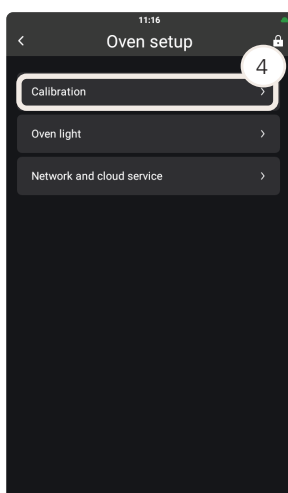 11:16
Oven setup
4
Calibration
Oven light
Network and cloud service